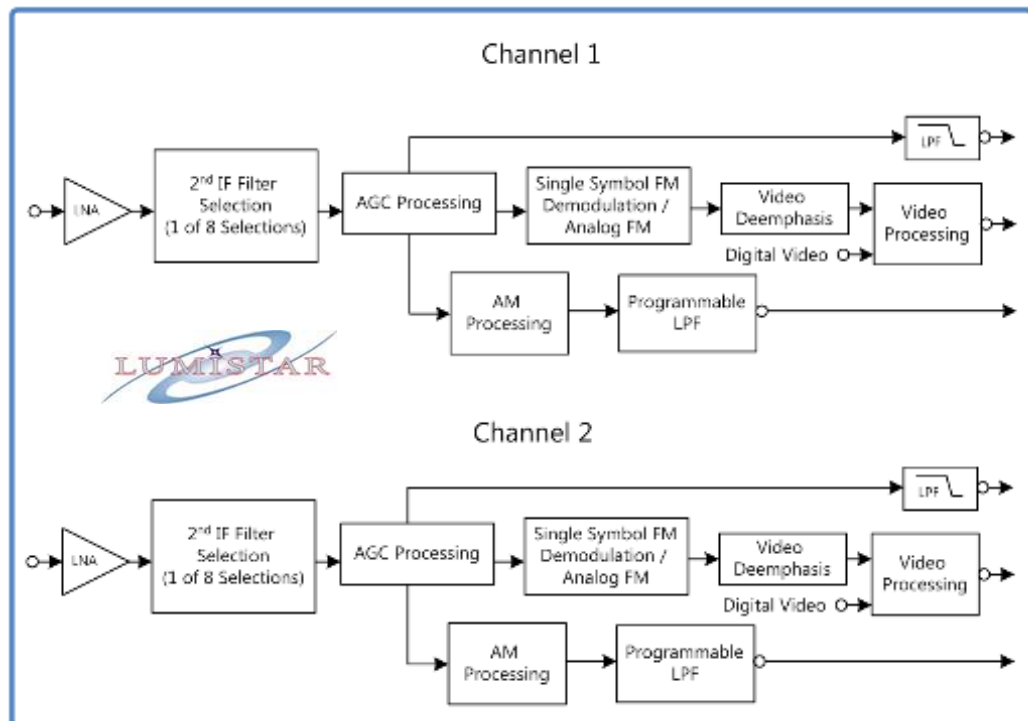 Channel 1
LPF
LNA
2nd IF Filter
Selection
(1 of 8 Selections)
AGC Processing
Single Symbol FM
Demodulation /
Analog FM
Video
Deemphasis
Video
Processing
Digital Video
AM
Processing
Programmable
LPF
LUMISTAR
Channel 2
LPF
LNA
2nd IF Filter
Selection
(1 of 8 Selections)
AGC Processing
Single Symbol FM
Demodulation /
Analog FM
Video
Deemphasis
Video
Processing
Digital Video
AM
Processing
Programmable
LPF